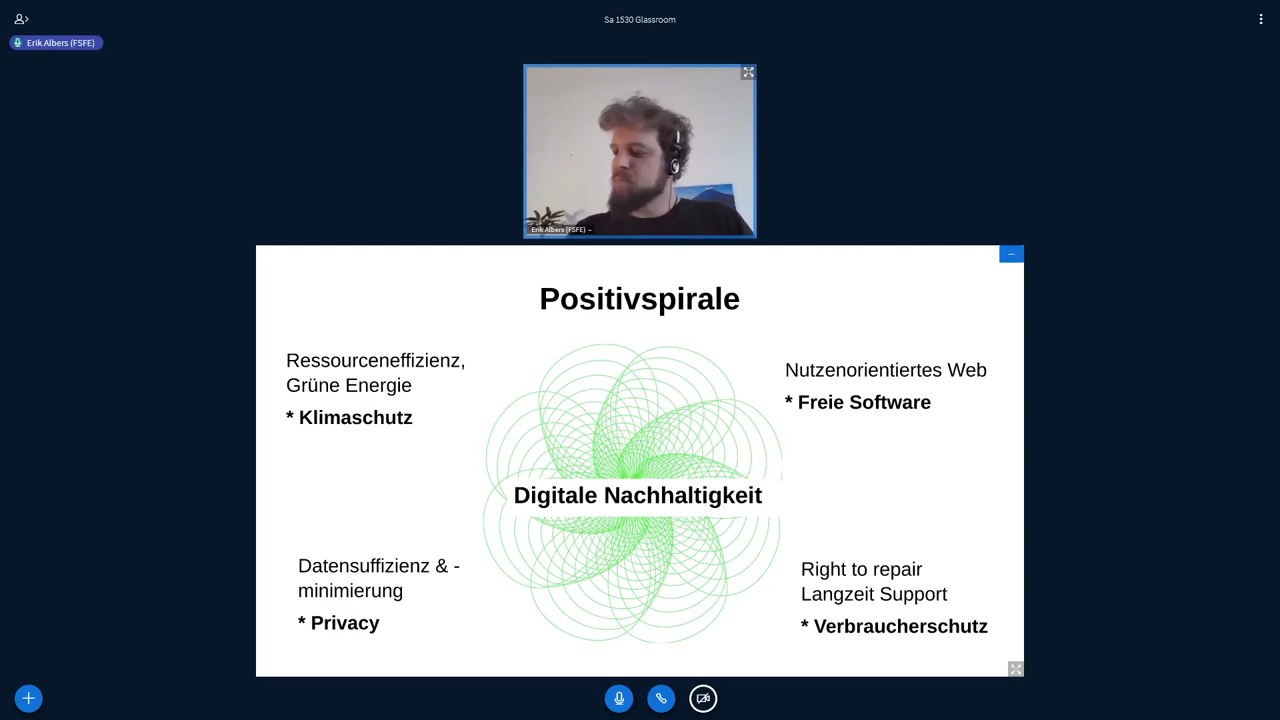 Sa 1530 Glassroom
Erik Albers (FSFE)
Erik Albers (FSFE)
Positivspirale
Ressourceneffizienz,
Grüne Energie
* Klimaschutz
Nutzenorientiertes Web
* Freie Software
Digitale Nachhaltigkeit
Datensuffizienz & -
minimierung
* Privacy
Right to repair
Langzeit Support
* Verbraucherschutz